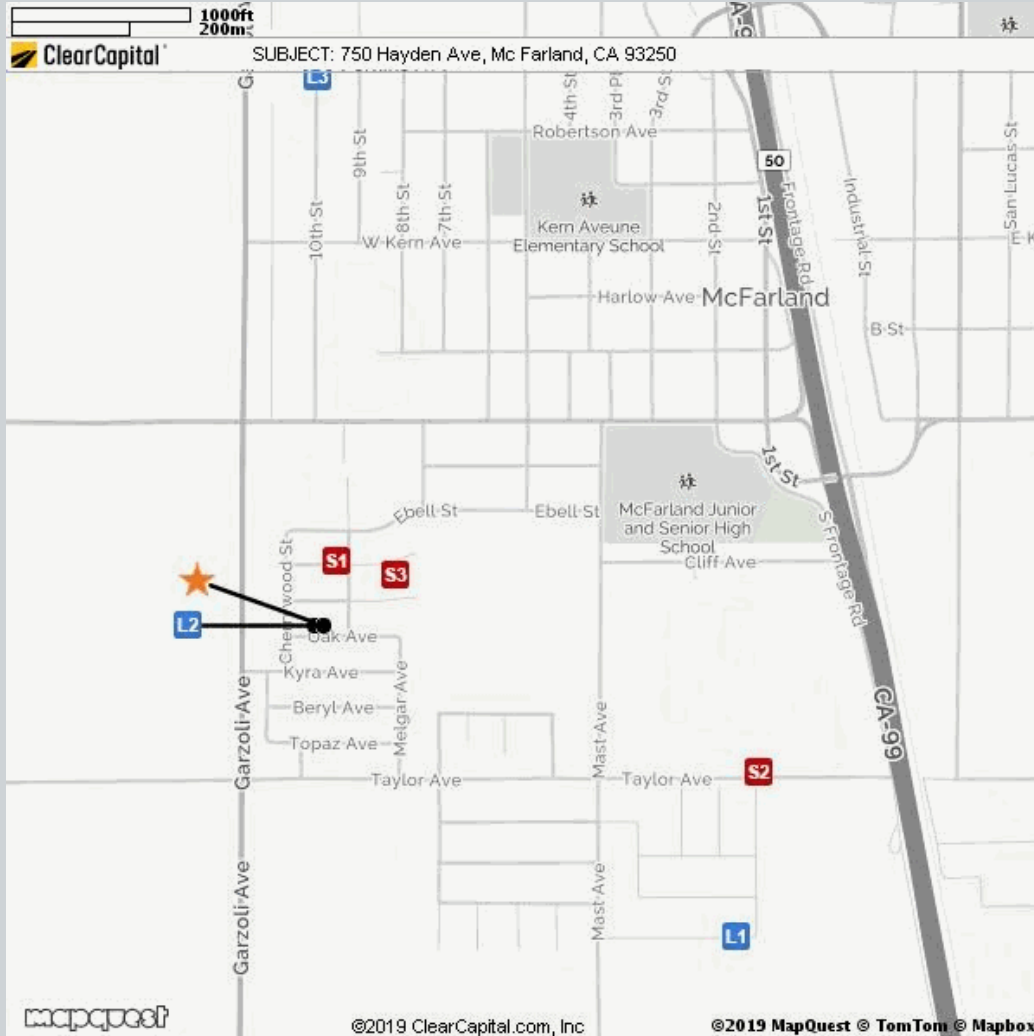 1000ft
200m
CA-9
ClearCapital
SUBJECT: 750 Hayden Ave, Mc Farland, CA 93250
G
L3
4th St
3rd Pl
3rd St
Robertson Ave
9th St
50
10th St
8th St
7th St
Kern Aveune
Elementary School
2nd St
1st St
Frontage Rd
Industrial St
San Lucas St
W Kern Ave
E K
Harlow Ave
McFarland
B St
1st St
Ebell St
Ebell St
McFarland Junior
and Senior High
School
S Frontage Rd
S1
S3
Cliff Ave
Cherrywood St
L2
Oak Ave
Kyra Ave
Beryl Ave
Melgar Ave
Topaz Ave
Garzoli Ave
Mast Ave
CA-99
Taylor Ave
Taylor Ave
S2
Garzoli Ave
Mast Ave
L1
mapquest
©2019 ClearCapital.com, Inc
©2019 MapQuest © TomTom © Mapbox